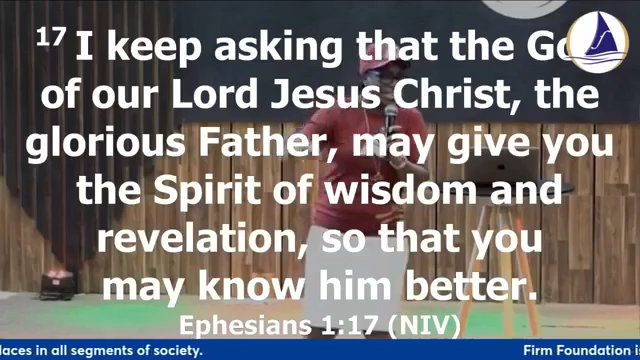 17 I keep asking that the Go
of our Lord Jesus Christ, the
glorious Father, may give you
the Spirit of wisdom and
revelation, so that you
may know him better.
Ephesians 1:17 (NIV)
laces in all segments of society. Firm Foundation i